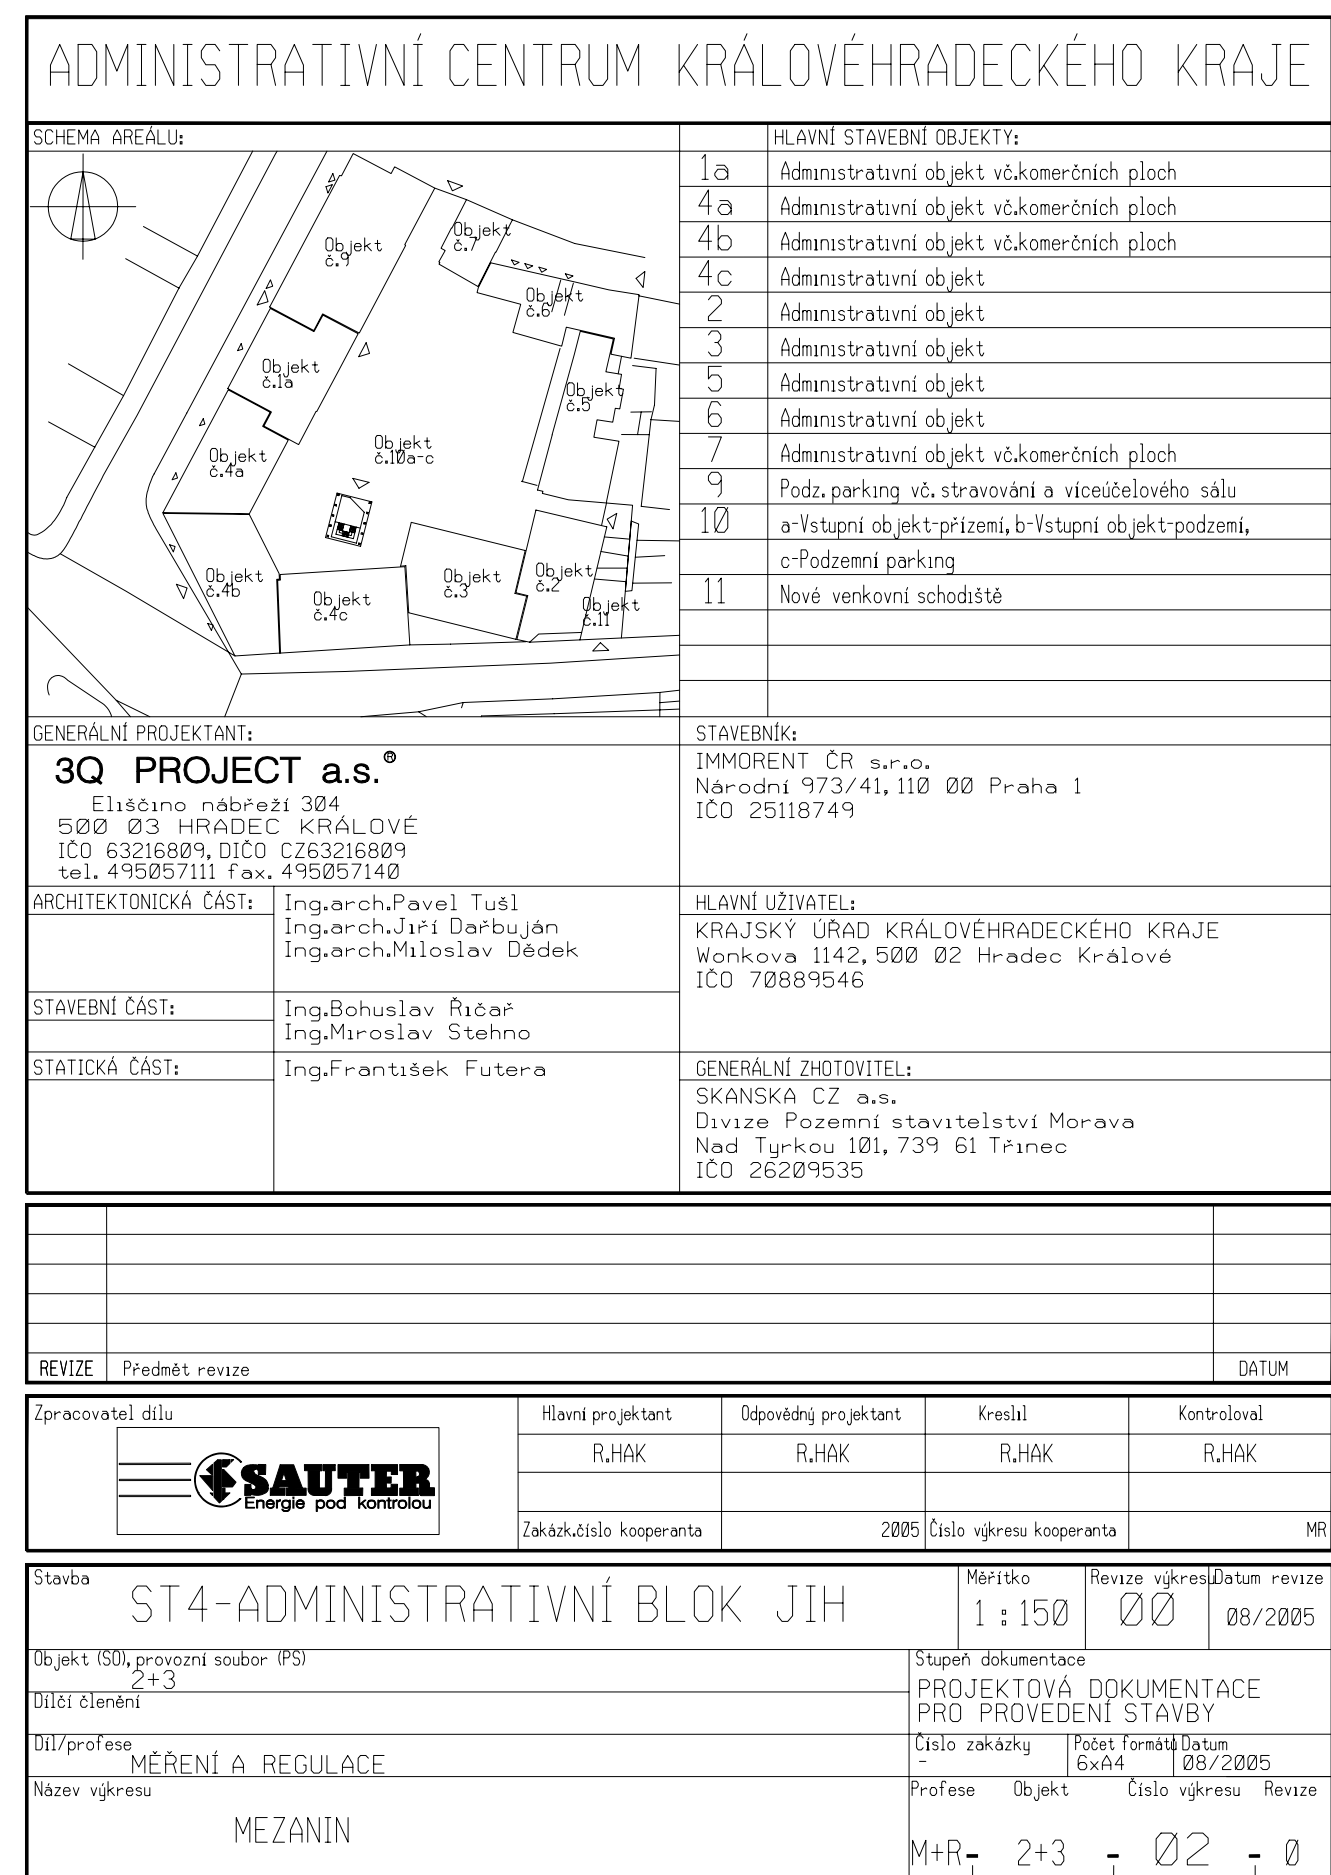 ADMINISTRATIVNÍ CENTRUM KRÁLOVÉHRADECKÉHO KRAJE
SCHEMA AREÁLU:
HLAVNÍ STAVEBNÍ OBJEKTY:
1a Administrativní objekt vč.komerčních ploch
4a Administrativní objekt vč.komerčních ploch
4b Administrativní objekt vč.komerčních ploch
4c Administrativní objekt
2 Administrativní objekt
3 Administrativní objekt
5 Administrativní objekt
6 Administrativní objekt
7 Administrativní objekt vč.komerčních ploch
9 Podz.parking vč.stravování a víceúčelového sálu
10 a-Vstupní objekt-přízemí, b-Vstupní objekt-podzemí,
c-Podzemní parking
11 Nové venkovní schodiště
Objekt
č.7
Objekt
č.9
Objekt
č.6
Objekt
č.1a
Objekt
č.5
Objekt
č.10a-c
Objekt
č.4a
Objekt
č.4b
Objekt
č.4c
Objekt
č.3
Objekt
č.2
Objekt
č.11
GENERÁLNÍ PROJEKTANT:
3Q PROJECT a.s.®
Eliščino nábřeží 304
500 03 HRADEC KRÁLOVÉ
IČO 63216809, DIČO CZ63216809
tel. 495057111 fax. 495057140
STAVEBNÍK:
IMMORENT ČR s.r.o.
Národní 973/41, 110 00 Praha 1
IČO 25118749
ARCHITEKTONICKÁ ČÁST:
Ing.arch.Pavel Tušl
Ing.arch.Jiří Dařbuján
Ing.arch.Miloslav Dědek
HLAVNÍ UŽIVATEL:
KRAJSKÝ ÚŘAD KRÁLOVÉHRADECKÉHO KRAJE
Wonkova 1142, 500 02 Hradec Králové
IČO 70889546
STAVEBNÍ ČÁST:
Ing.Bohuslav Řičař
Ing.Miroslav Stehno
STATICKÁ ČÁST:
Ing.František Futera
GENERÁLNÍ ZHOTOVITEL:
SKANSKA CZ a.s.
Divize Pozemní stavitelství Morava
Nad Tyrkou 101, 739 61 Třinec
IČO 26209535
REVIZE Předmět revize DATUM
Zpracovatel dílu
SAUTER
Energie pod kontrolou
Hlavní projektant Odpovědný projektant Kreslil Kontroloval
R.HAK R.HAK R.HAK R.HAK
Zakázk.číslo kooperanta 2005 Číslo výkresu kooperanta MR
Stavba
ST4-ADMINISTRATIVNÍ BLOK JIH
Měřítko
1:150
Revize výkresu
00
Datum revize
08/2005
Objekt (SO), provozní soubor (PS)
2+3
Dílčí členění
Stupeň dokumentace
PROJEKTOVÁ DOKUMENTACE
PRO PROVEDENÍ STAVBY
Díl/profese
MĚŘENÍ A REGULACE
Číslo zakázky
-
Počet formátů
6xA4
Datum
08/2005
Název výkresu
MEZANIN
Profese Objekt Číslo výkresu Revize
M+R- 2+3 - 02 - 0